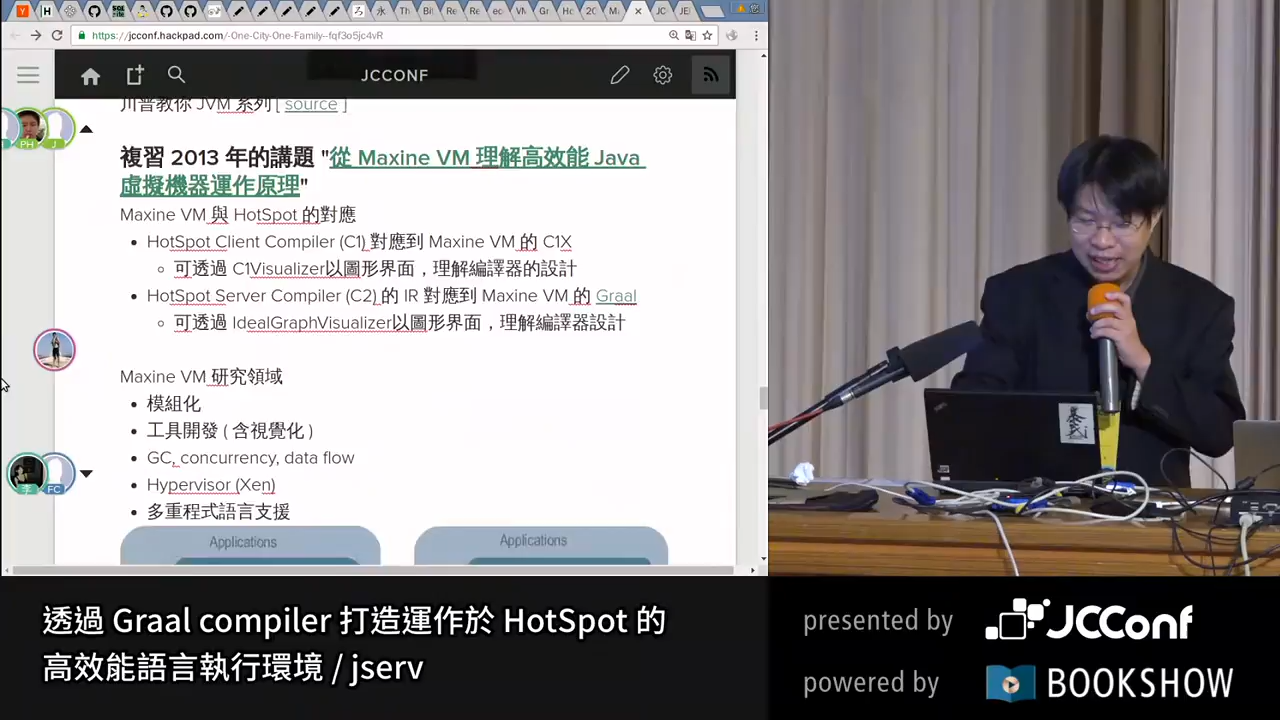 https://jcconf.hackpad.com/-One-City-One-Family--fqf3o5jc4vR
JCCONF
川普教你 JVM 系列 [ source ]
複習 2013 年的講題 "從 Maxine VM 理解高效能 Java
虛擬機器運作原理"
Maxine VM 與 HotSpot 的對應
HotSpot Client Compiler (C1) 對應到 Maxine VM 的 C1X
可透過 C1Visualizer以圖形界面，理解編譯器的設計
HotSpot Server Compiler (C2) 的 IR 對應到 Maxine VM 的 Graal
可透過 IdealGraphVisualizer以圖形界面，理解編譯器設計
Maxine VM 研究領域
模組化
工具開發 ( 含視覺化 )
GC, concurrency, data flow
Hypervisor (Xen)
多重程式語言支援
Applications
Applications
PH
J
FC
透過 Graal compiler 打造運作於 HotSpot 的
高效能語言執行環境 / jserv
presented by JCConf
powered by BOOKSHOW